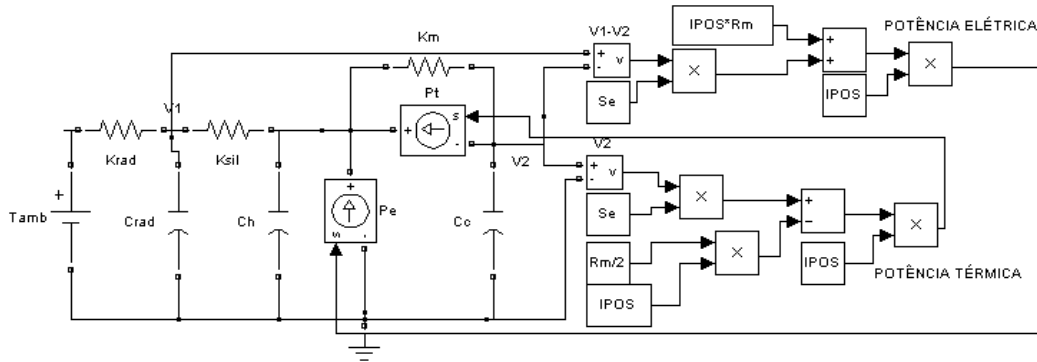 Km
V1-V2
IPOS*Rm
POTÊNCIA ELÉTRICA
+
-
v
×
+
+
×
Se
IPOS
Pt
V1
+
s
-
Krad
Ksil
V2
V2
+
-
v
+
Tamb
Crad
Ch
+
s
-
Pe
Cc
Se
×
+
−
×
Rm/2
×
IPOS
IPOS
POTÊNCIA TÉRMICA